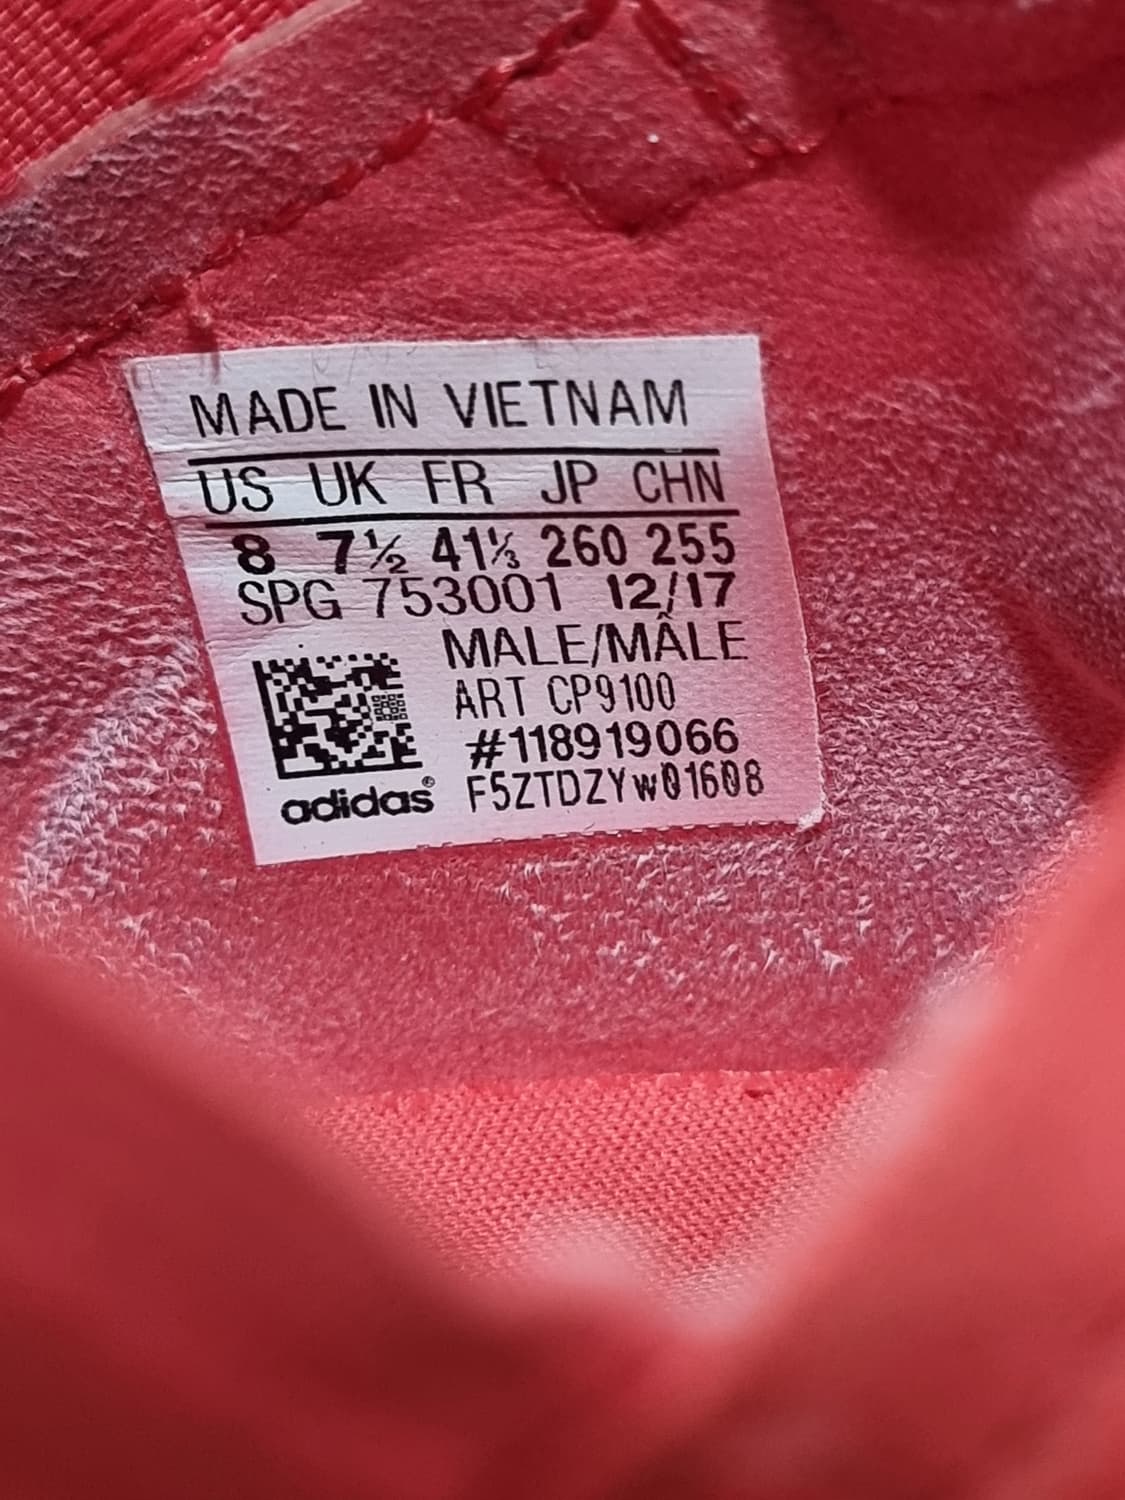 MADE IN VIETNAM
US UK FR JP CHN
8 7½ 41⅓ 260 255
SPG 753001 12/17
MALE/MÂLE
ART CP9100
#118919066
adidas® F5ZTDZYw01608